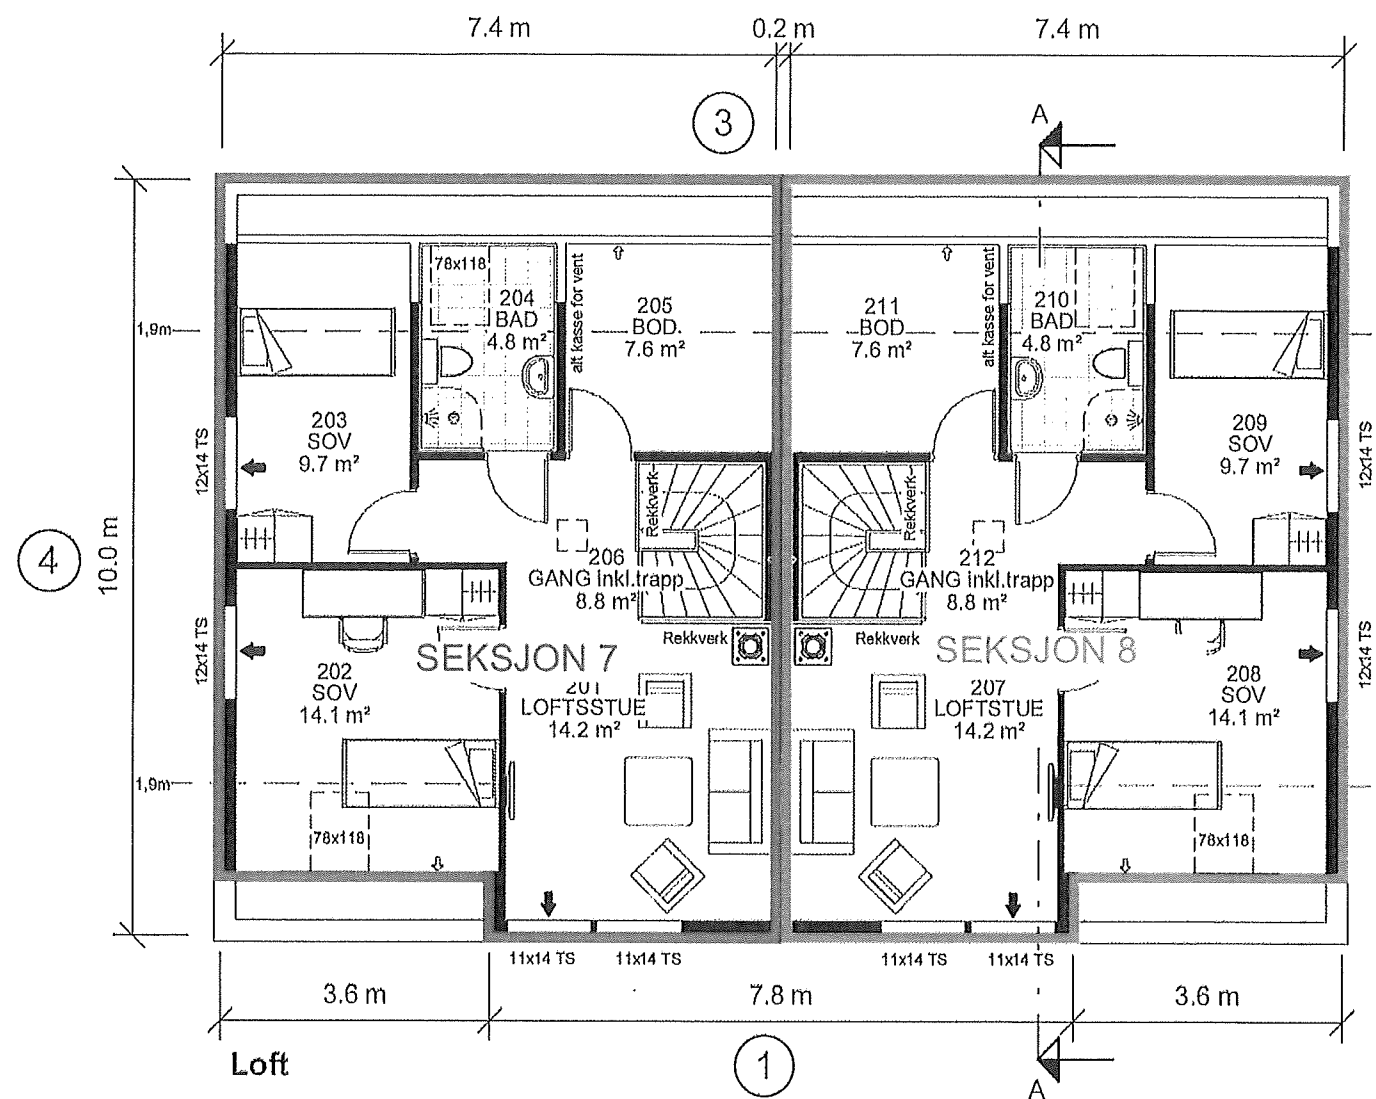 7.4 m
0.2 m
7.4 m
3
A
78x118
204
BAD
4.8 m²
alt kasse for vent
205
BOD.
7.6 m²
211
BOD
7.6 m²
alt kasse for vent
210
BAD
4.8 m²
1,9m
203
SOV
9.7 m²
209
SOV
9.7 m²
12x14 TS
12x14 TS
4
10.0 m
Rekkverk
Rekkverk
206
GANG inkl.trapp
8.8 m²
212
GANG inkl.trapp
8.8 m²
Rekkverk
Rekkverk
SEKSJON 7
SEKSJON 8
12x14 TS
12x14 TS
202
SOV
14.1 m²
201
LOFTSSTUE
14.2 m²
207
LOFTSTUE
14.2 m²
208
SOV
14.1 m²
1,9m
78x118
78x118
11x14 TS
11x14 TS
11x14 TS
11x14 TS
3.6 m
7.8 m
3.6 m
Loft
1
A